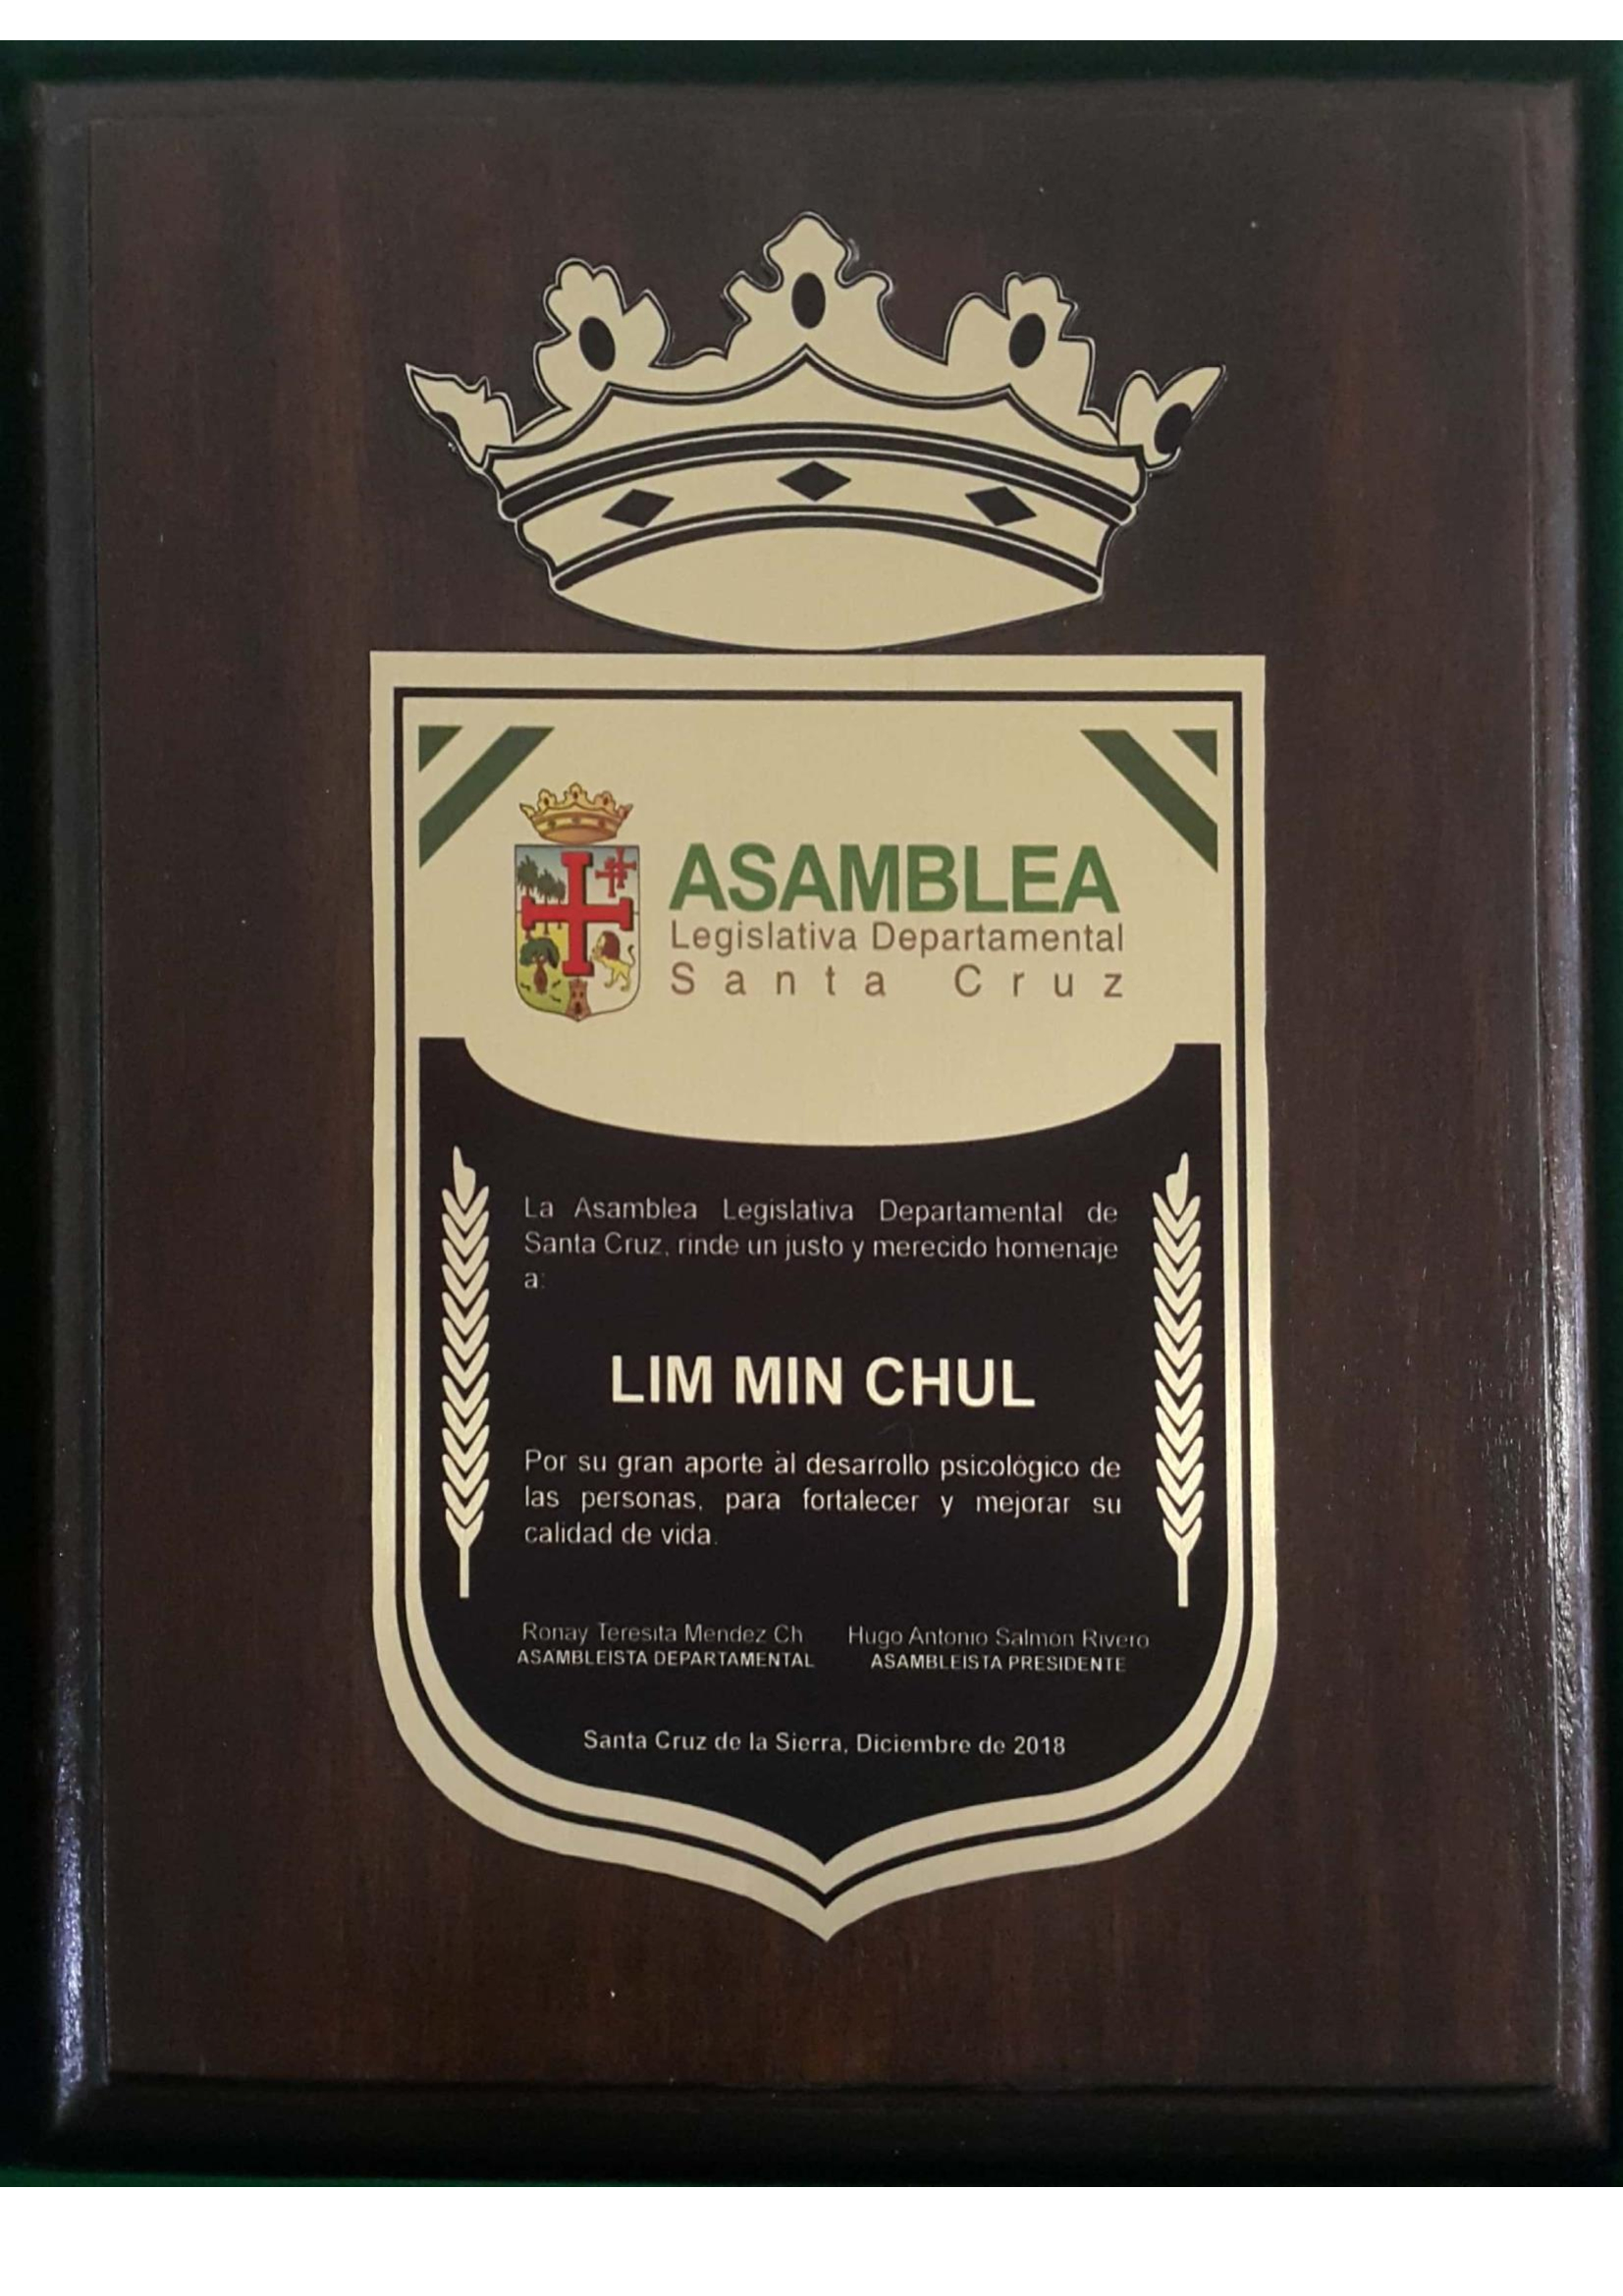 ASAMBLEA
Legislativa Departamental
Santa Cruz
La Asamblea Legislativa Departamental de
Santa Cruz, rinde un justo y merecido homenaje
a:
LIM MIN CHUL
Por su gran aporte al desarrollo psicológico de
las personas, para fortalecer y mejorar su
calidad de vida.
Ronay Teresita Mendez Ch. Hugo Antonio Salmón Rivero
ASAMBLEISTA DEPARTAMENTAL ASAMBLEISTA PRESIDENTE
Santa Cruz de la Sierra, Diciembre de 2018